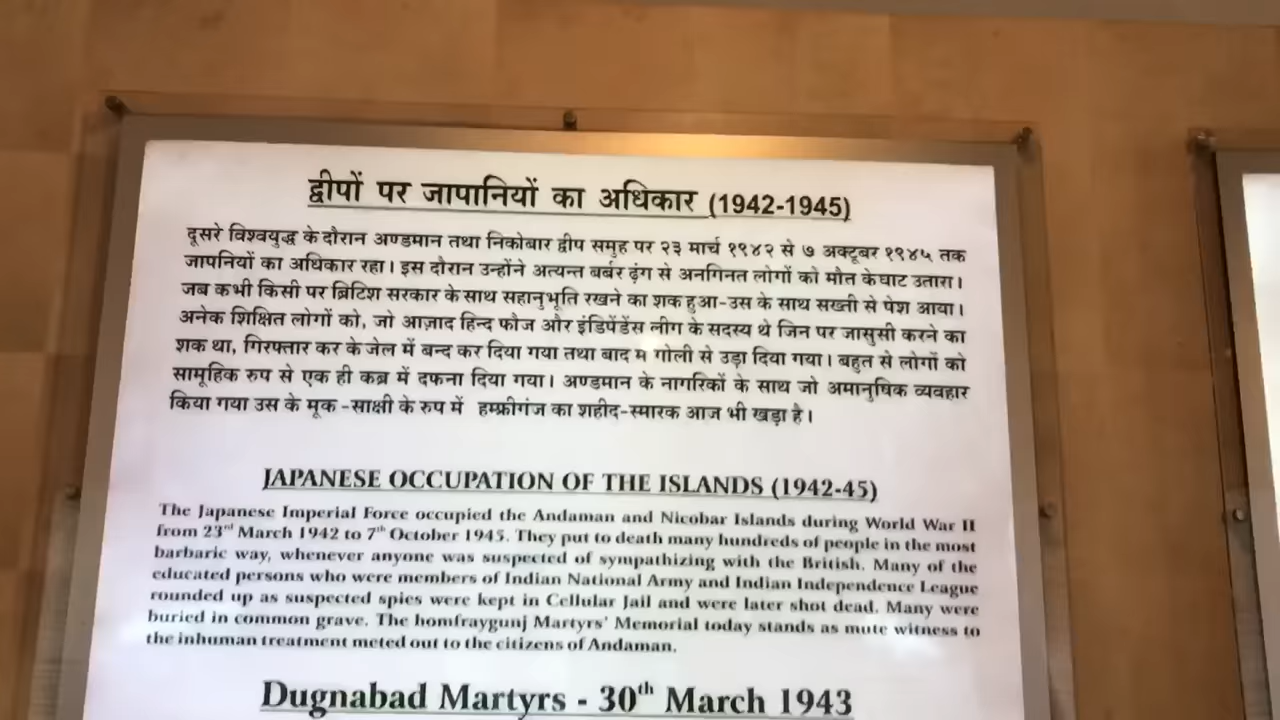 द्वीपों पर जापानियों का अधिकार (1942-1945)
दूसरे विश्वयुद्ध के दौरान अण्डमान तथा निकोबार द्वीप समुह पर २३ मार्च १९४२ से ७ अक्टूबर १९४५ तक
जापनियों का अधिकार रहा। इस दौरान उन्होंने अत्यन्त बर्बर ढ़ंग से अनगिनत लोगों को मौत के घाट उतारा।
जब कभी किसी पर ब्रिटिश सरकार के साथ सहानुभूति रखने का शक हुआ-उस के साथ सख्ती से पेश आया।
अनेक शिक्षित लोगों को, जो आज़ाद हिन्द फौज और इंडिपेंडेंस लीग के सदस्य थे जिन पर जासुसी करने का
शक था, गिरफ्तार कर के जेल में बन्द कर दिया गया तथा बाद म गोली से उड़ा दिया गया। बहुत से लोगों को
सामूहिक रुप से एक ही कब्र में दफना दिया गया। अण्डमान के नागरिकों के साथ जो अमानुषिक व्यवहार
किया गया उस के मूक -साक्षी के रुप में हम्फ्रीगंज का शहीद-स्मारक आज भी खड़ा है।
JAPANESE OCCUPATION OF THE ISLANDS (1942-45)
The Japanese Imperial Force occupied the Andaman and Nicobar Islands during World War II
from 23rd March 1942 to 7th October 1945. They put to death many hundreds of people in the most
barbaric way, whenever anyone was suspected of sympathizing with the British. Many of the
educated persons who were members of Indian National Army and Indian Independence League
rounded up as suspected spies were kept in Cellular Jail and were later shot dead. Many were
buried in common grave. The homfraygunj Martyrs' Memorial today stands as mute witness to
the inhuman treatment meted out to the citizens of Andaman.
Dugnabad Martyrs - 30th March 1943